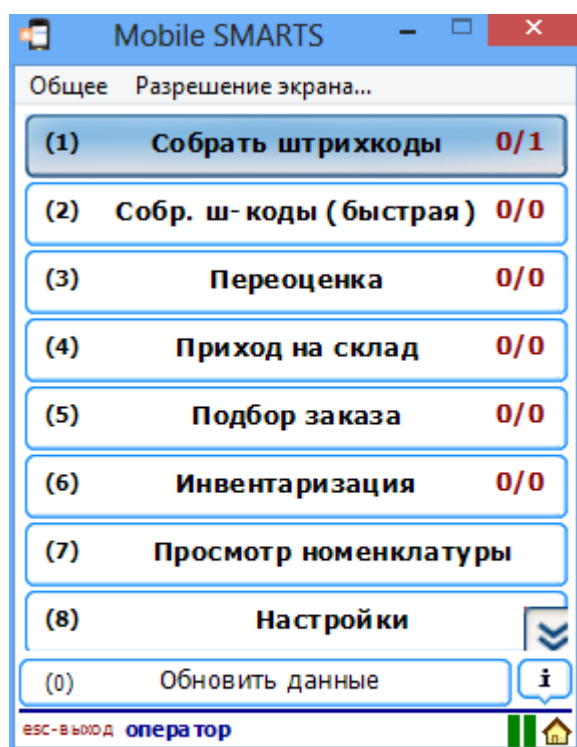 Mobile SMARTS
Общее Разрешение экрана...
(1) Собрать штрихкоды 0/1
(2) Собр. ш-коды (быстрая) 0/0
(3) Переоценка 0/0
(4) Приход на склад 0/0
(5) Подбор заказа 0/0
(6) Инвентаризация 0/0
(7) Просмотр номенклатуры
(8) Настройки
(0) Обновить данные i
esc-выход оператор